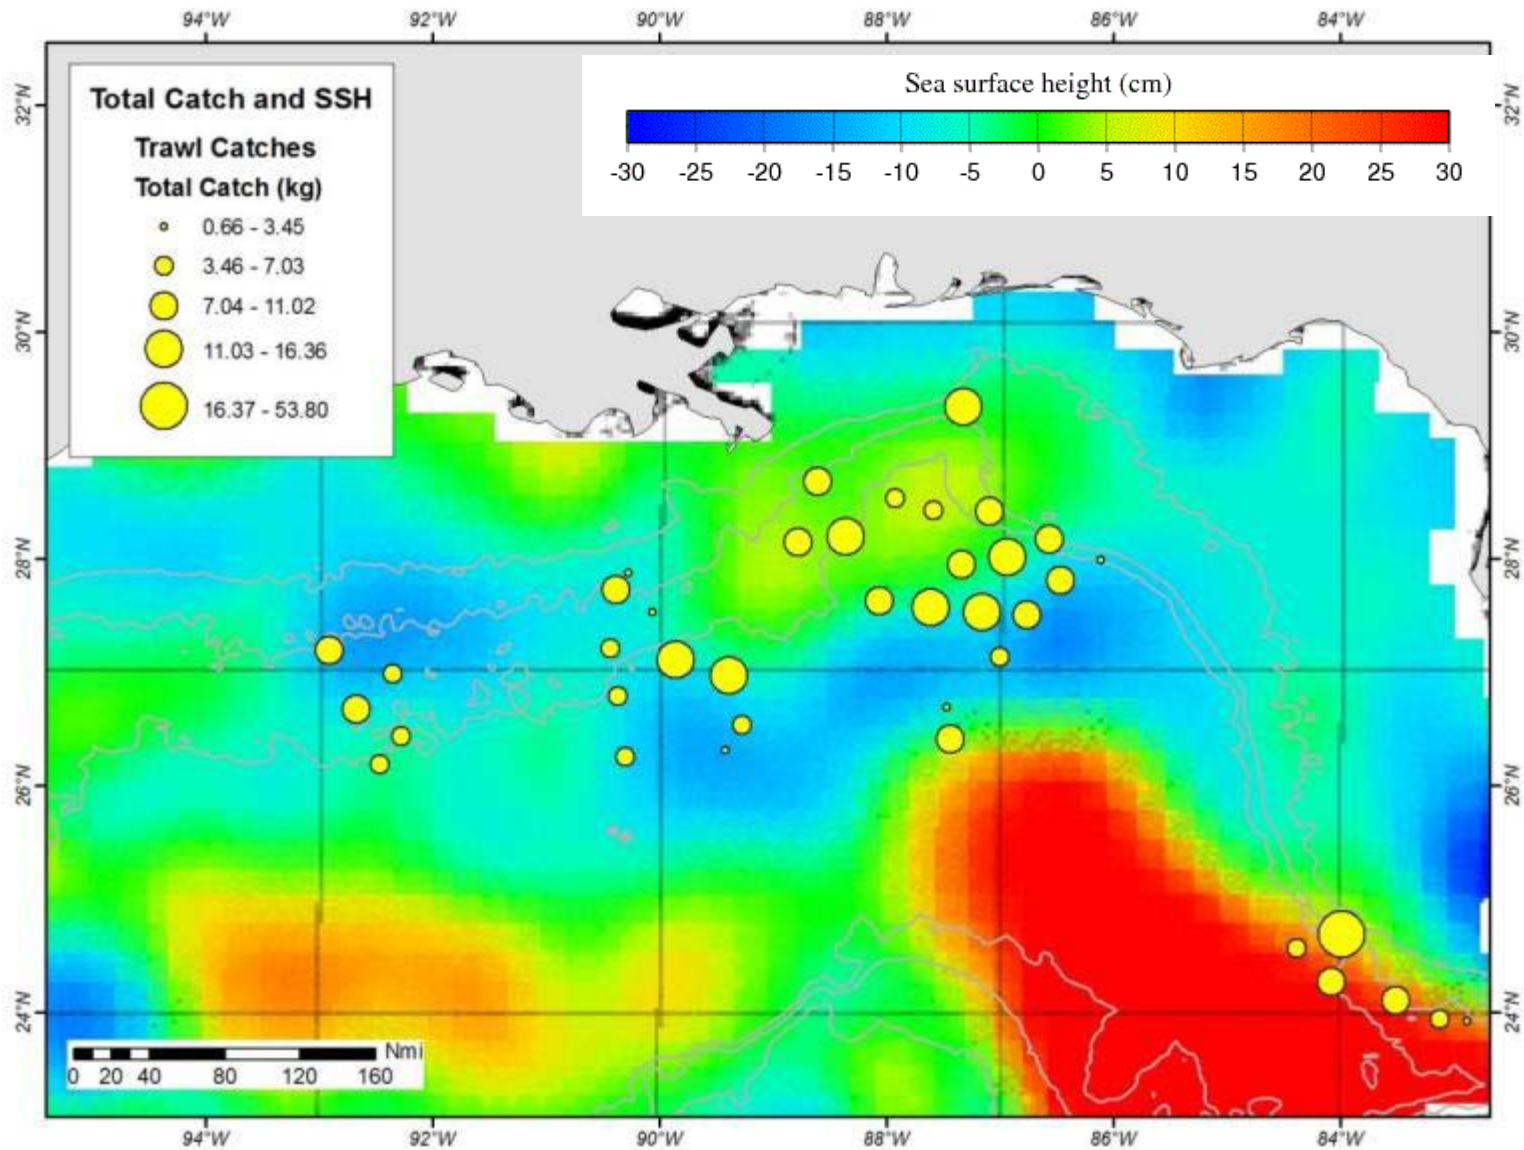 94°W 92°W 90°W 88°W 86°W 84°W
Total Catch and SSH
Trawl Catches
Total Catch (kg)
0.66 - 3.45
3.46 - 7.03
7.04 - 11.02
11.03 - 16.36
16.37 - 53.80
Sea surface height (cm)
-30 -25 -20 -15 -10 -5 0 5 10 15 20 25 30
32°N
30°N
28°N
26°N
24°N
32°N
30°N
28°N
26°N
24°N
Nmi
0 20 40 80 120 160
94°W 92°W 90°W 88°W 86°W 84°W